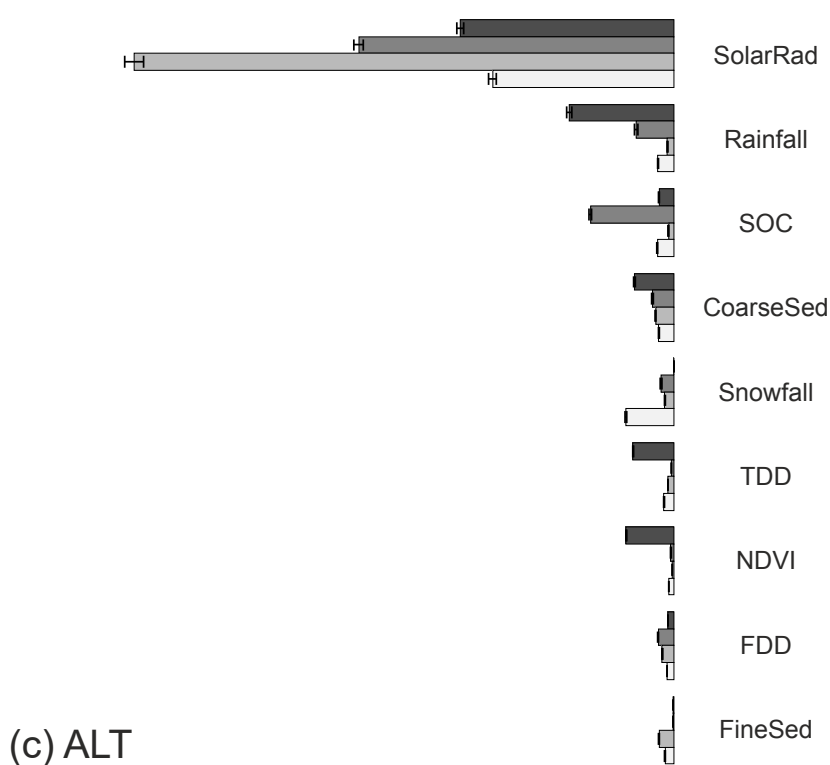 SolarRad
Rainfall
SOC
CoarseSed
Snowfall
TDD
NDVI
FDD
FineSed
(c) ALT